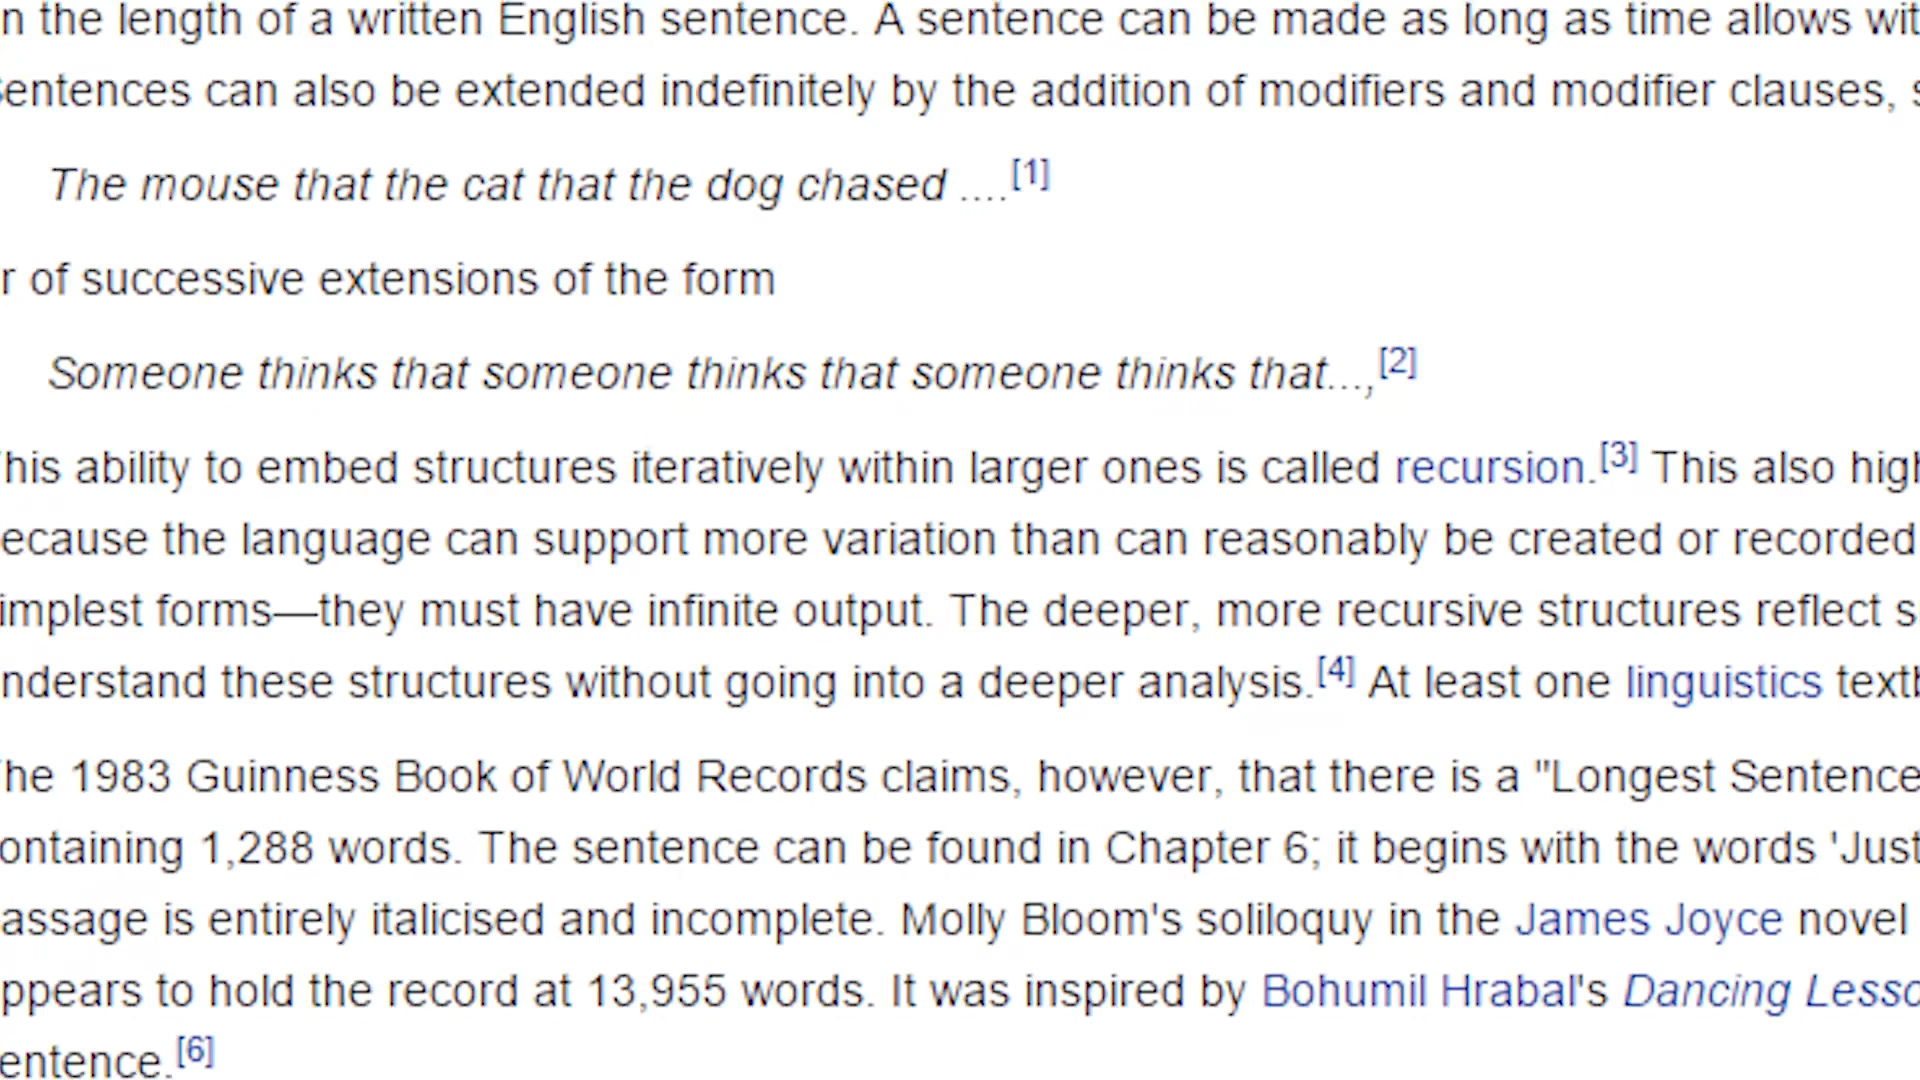 n the length of a written English sentence. A sentence can be made as long as time allows wit
entences can also be extended indefinitely by the addition of modifiers and modifier clauses, s
The mouse that the cat that the dog chased ....[1]
r of successive extensions of the form
Someone thinks that someone thinks that someone thinks that...,[2]
his ability to embed structures iteratively within larger ones is called recursion.[3] This also high
ecause the language can support more variation than can reasonably be created or recorded
implest forms—they must have infinite output. The deeper, more recursive structures reflect s
nderstand these structures without going into a deeper analysis.[4] At least one linguistics textb
he 1983 Guinness Book of World Records claims, however, that there is a "Longest Sentence
ontaining 1,288 words. The sentence can be found in Chapter 6; it begins with the words 'Just
assage is entirely italicised and incomplete. Molly Bloom's soliloquy in the James Joyce novel
ppears to hold the record at 13,955 words. It was inspired by Bohumil Hrabal's Dancing Lesso
entence.[6]